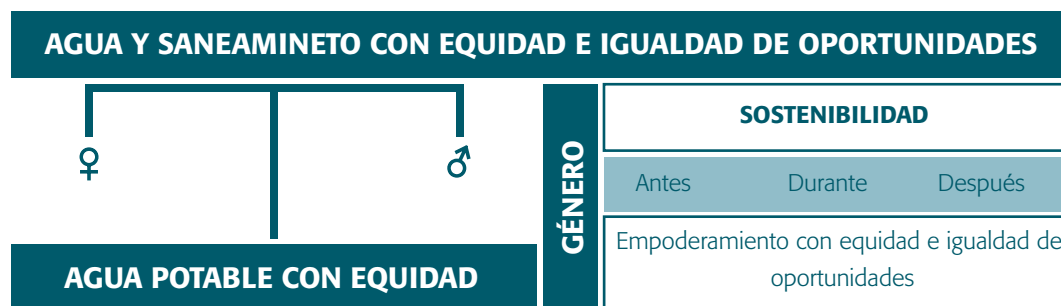 AGUA Y SANEAMINETO CON EQUIDAD E IGUALDAD DE OPORTUNIDADES
♀
♂
AGUA POTABLE CON EQUIDAD
GÉNERO
SOSTENIBILIDAD
Antes Durante Después
Empoderamiento con equidad e igualdad de
oportunidades